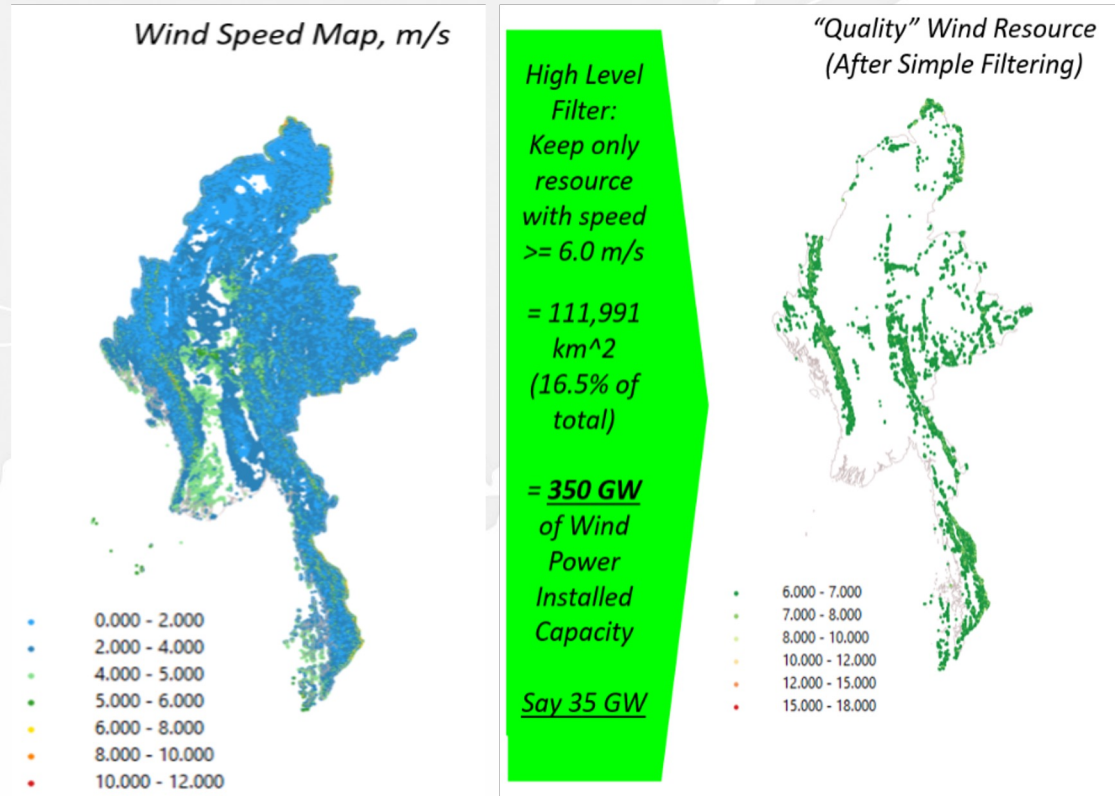 Wind Speed Map, m/s
0.000 - 2.000
2.000 - 4.000
4.000 - 5.000
5.000 - 6.000
6.000 - 8.000
8.000 - 10.000
10.000 - 12.000
High Level
Filter:
Keep only
resource
with speed
>= 6.0 m/s
= 111,991
km^2
(16.5% of
total)
= 350 GW
of Wind
Power
Installed
Capacity
Say 35 GW
“Quality” Wind Resource
(After Simple Filtering)
6.000 - 7.000
7.000 - 8.000
8.000 - 10.000
10.000 - 12.000
12.000 - 15.000
15.000 - 18.000